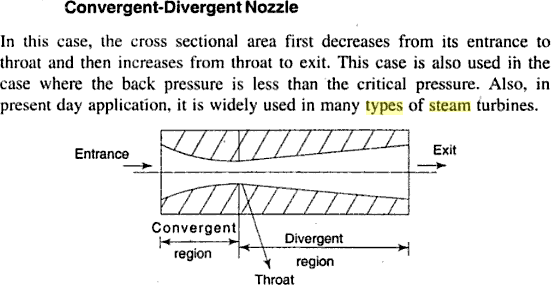 Convergent-Divergent Nozzle
In this case, the cross sectional area first decreases from its entrance to
throat and then increases from throat to exit. This case is also used in the
case where the back pressure is less than the critical pressure. Also, in
present day application, it is widely used in many types of steam turbines.
Entrance
Exit
Convergent
region
Divergent
region
Throat